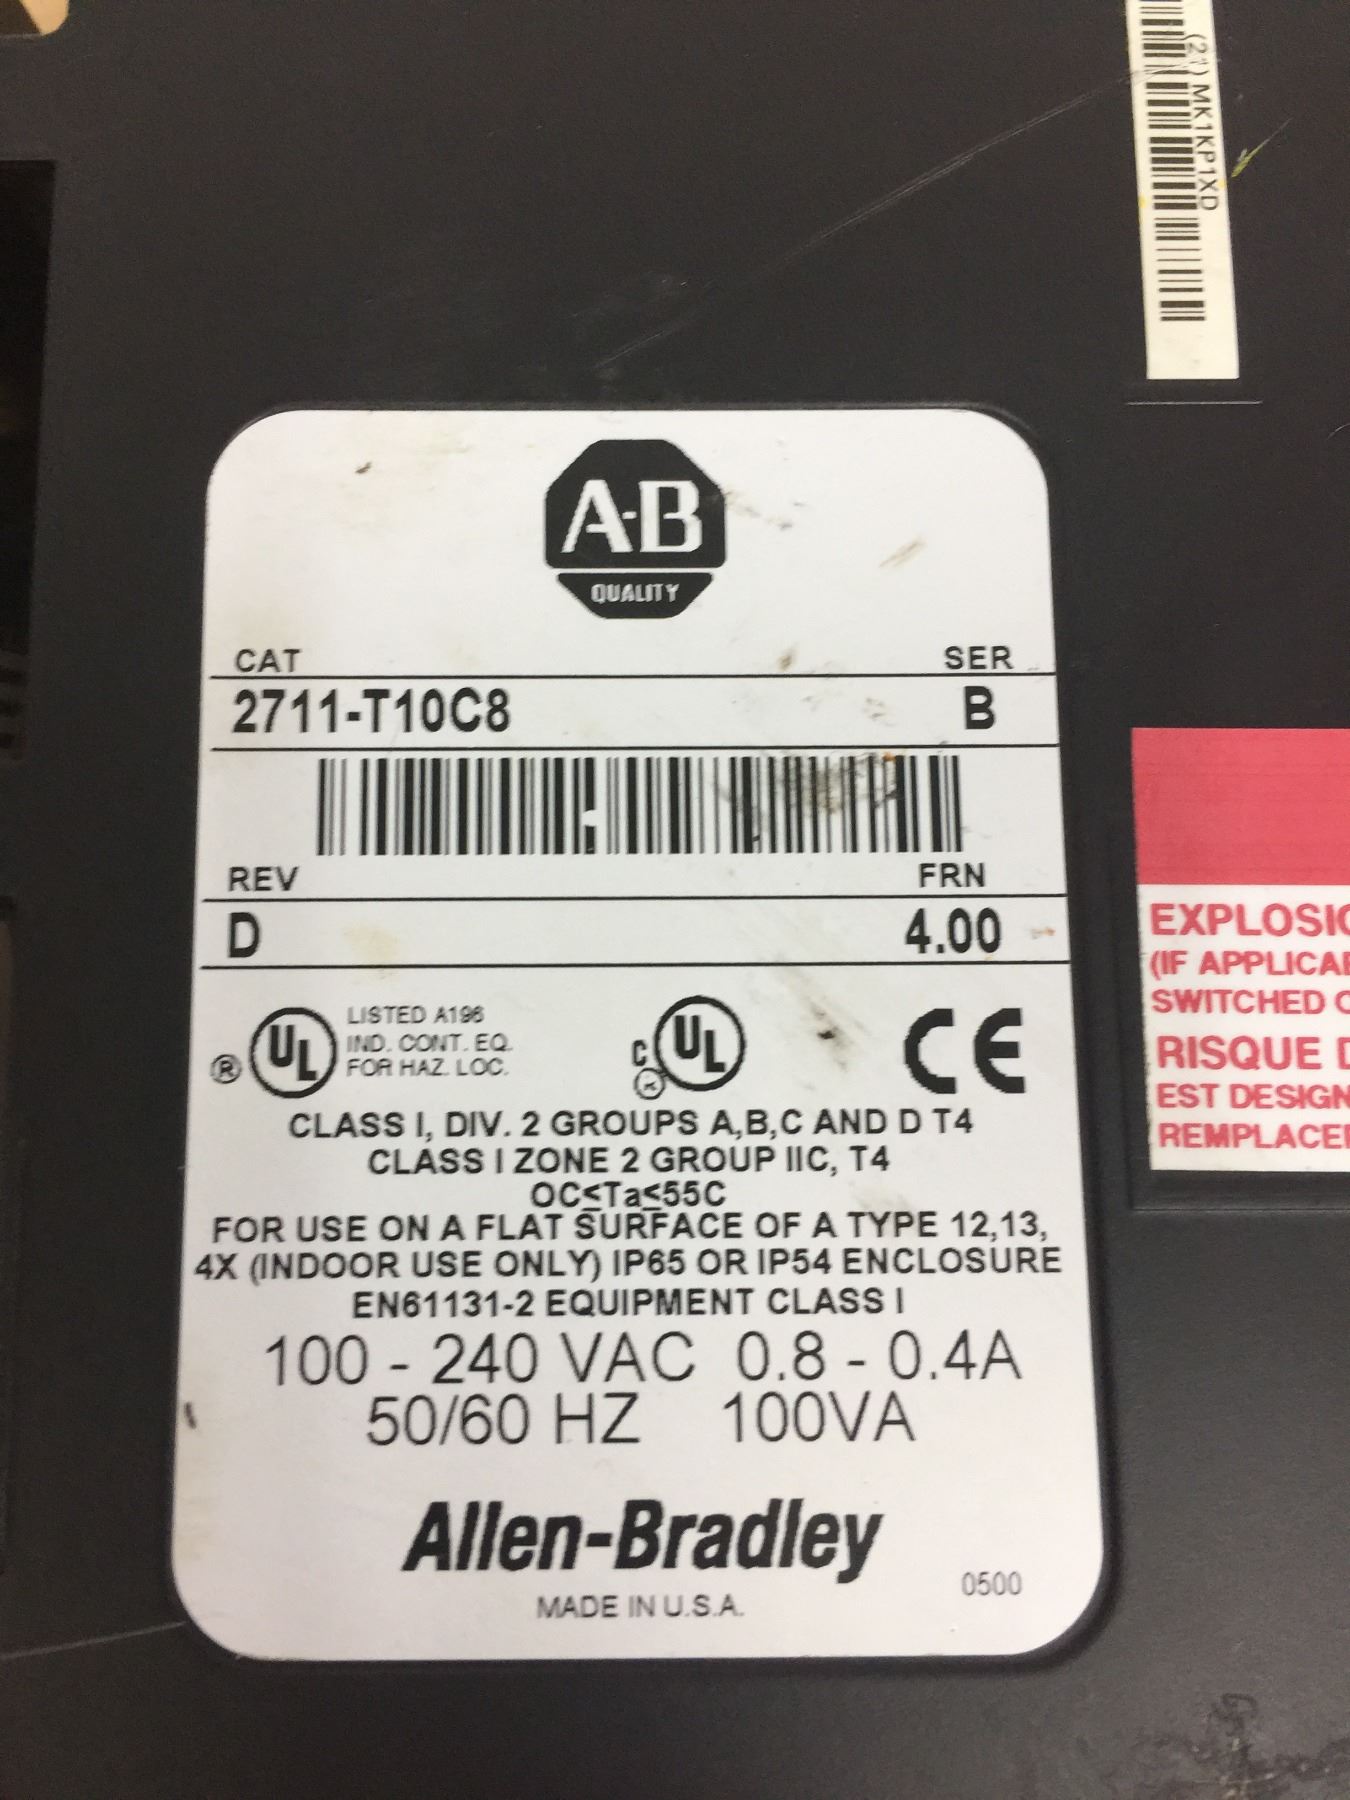 (21) MK1KP1XD
A-B
QUALITY
CAT SER
2711-T10C8 B
REV FRN
D 4.00
® UL LISTED A196
IND. CONT. EQ.
FOR HAZ. LOC.
C UL ®
CE
CLASS I, DIV. 2 GROUPS A,B,C AND D T4
CLASS I ZONE 2 GROUP IIC, T4
OC≤Ta≤55C
FOR USE ON A FLAT SURFACE OF A TYPE 12,13,
4X (INDOOR USE ONLY) IP65 OR IP54 ENCLOSURE
EN61131-2 EQUIPMENT CLASS I
100 - 240 VAC 0.8 - 0.4A
50/60 HZ 100VA
Allen-Bradley
MADE IN U.S.A.
0500
EXPLOSIO
(IF APPLICAB
SWITCHED O
RISQUE D
EST DESIGN
REMPLACE